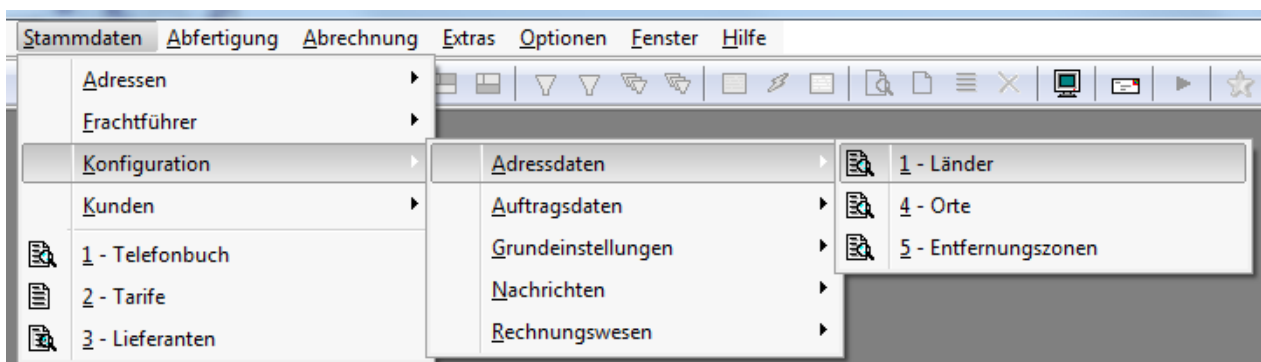 Stammdaten Abfertigung Abrechnung Extras Optionen Fenster Hilfe
Adressen
Frachtführer
Konfiguration
Kunden
1 - Telefonbuch
2 - Tarife
3 - Lieferanten
Adressdaten
Auftragsdaten
Grundeinstellungen
Nachrichten
Rechnungswesen
1 - Länder
4 - Orte
5 - Entfernungszonen